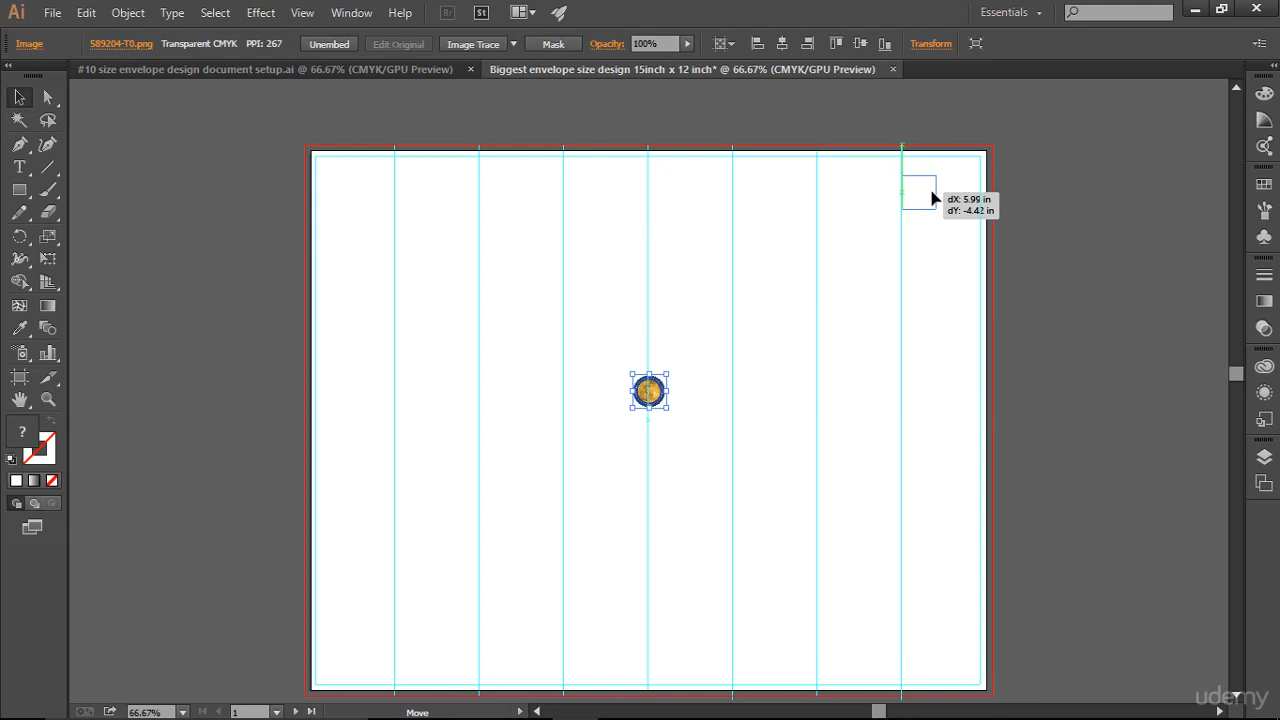 Ai File Edit Object Type Select Effect View Window Help Br St Essentials
Image 589204-T0.png Transparent CMYK PPI: 267 Unembed Edit Original Image Trace Mask Opacity: 100% Transform
#10 size envelope design document setup.ai @ 66.67% (CMYK/GPU Preview) × Biggest envelope size design 15inch x 12 inch* @ 66.67% (CMYK/GPU Preview) ×
dX: 5.99 in
dY: -4.42 in
T
?
udemy
66.67% 1 Move